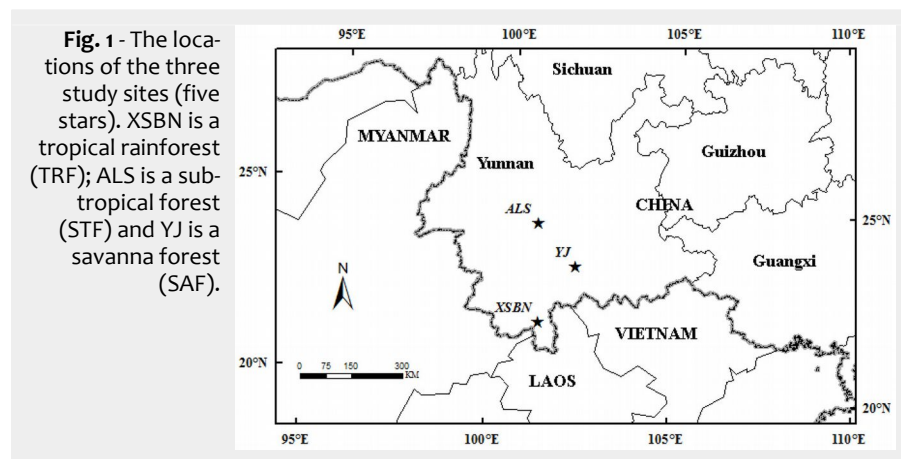 Fig. 1 - The loca-
tions of the three
study sites (five
stars). XSBN is a
tropical rainforest
(TRF); ALS is a sub-
tropical forest
(STF) and YJ is a
savanna forest
(SAF).
95°E 100°E 105°E 110°E
Sichuan
MYANMAR
Guizhou
Yunnan
25°N
CHINA
ALS
25°N
YJ
Guangxi
N
XSBN
VIETNAM
20°N
0 75 150 300
KM
LAOS
20°N
95°E 100°E 105°E 110°E